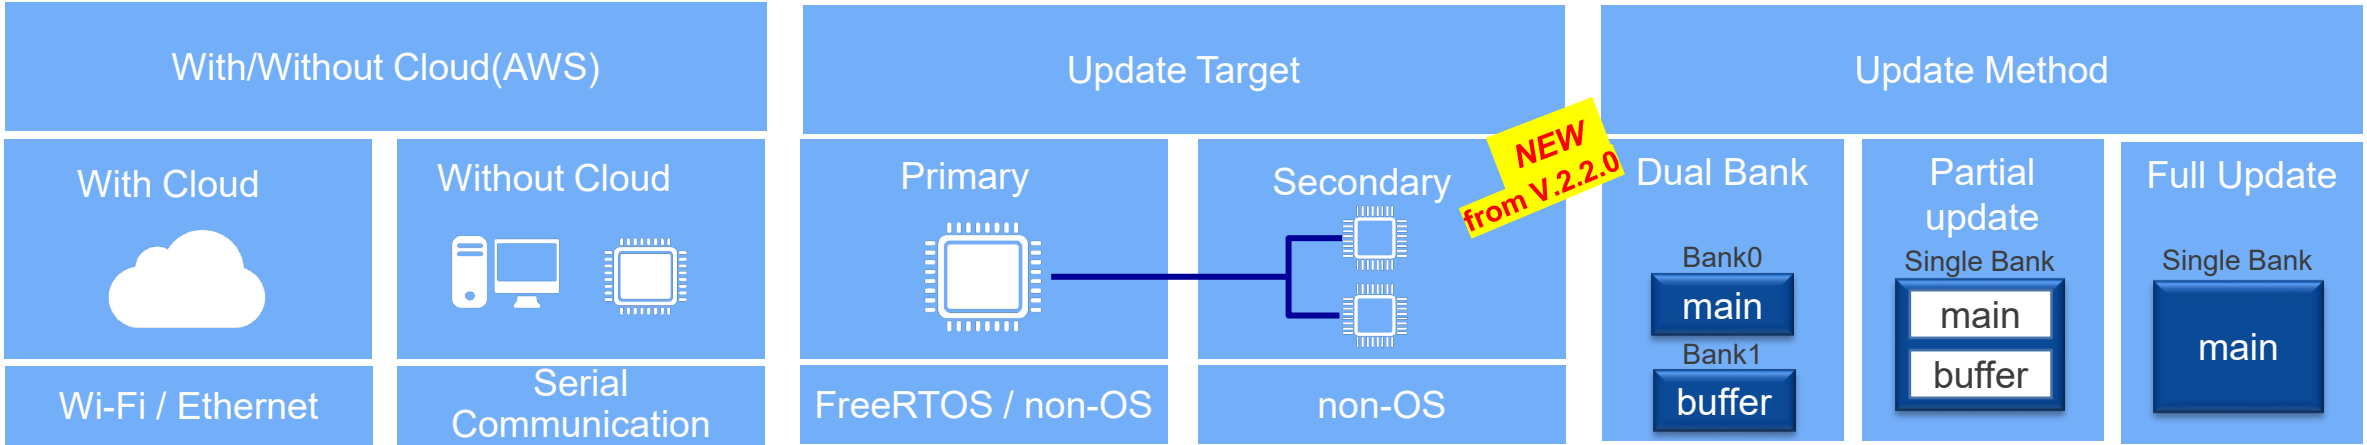 With/Without Cloud(AWS)
With Cloud
Without Cloud
Wi-Fi / Ethernet
Serial
Communication
Update Target
Primary
Secondary
NEW
from V.2.2.0
FreeRTOS / non-OS
non-OS
Update Method
Dual Bank
Bank0
main
Bank1
buffer
Partial
update
Single Bank
main
buffer
Full Update
Single Bank
main